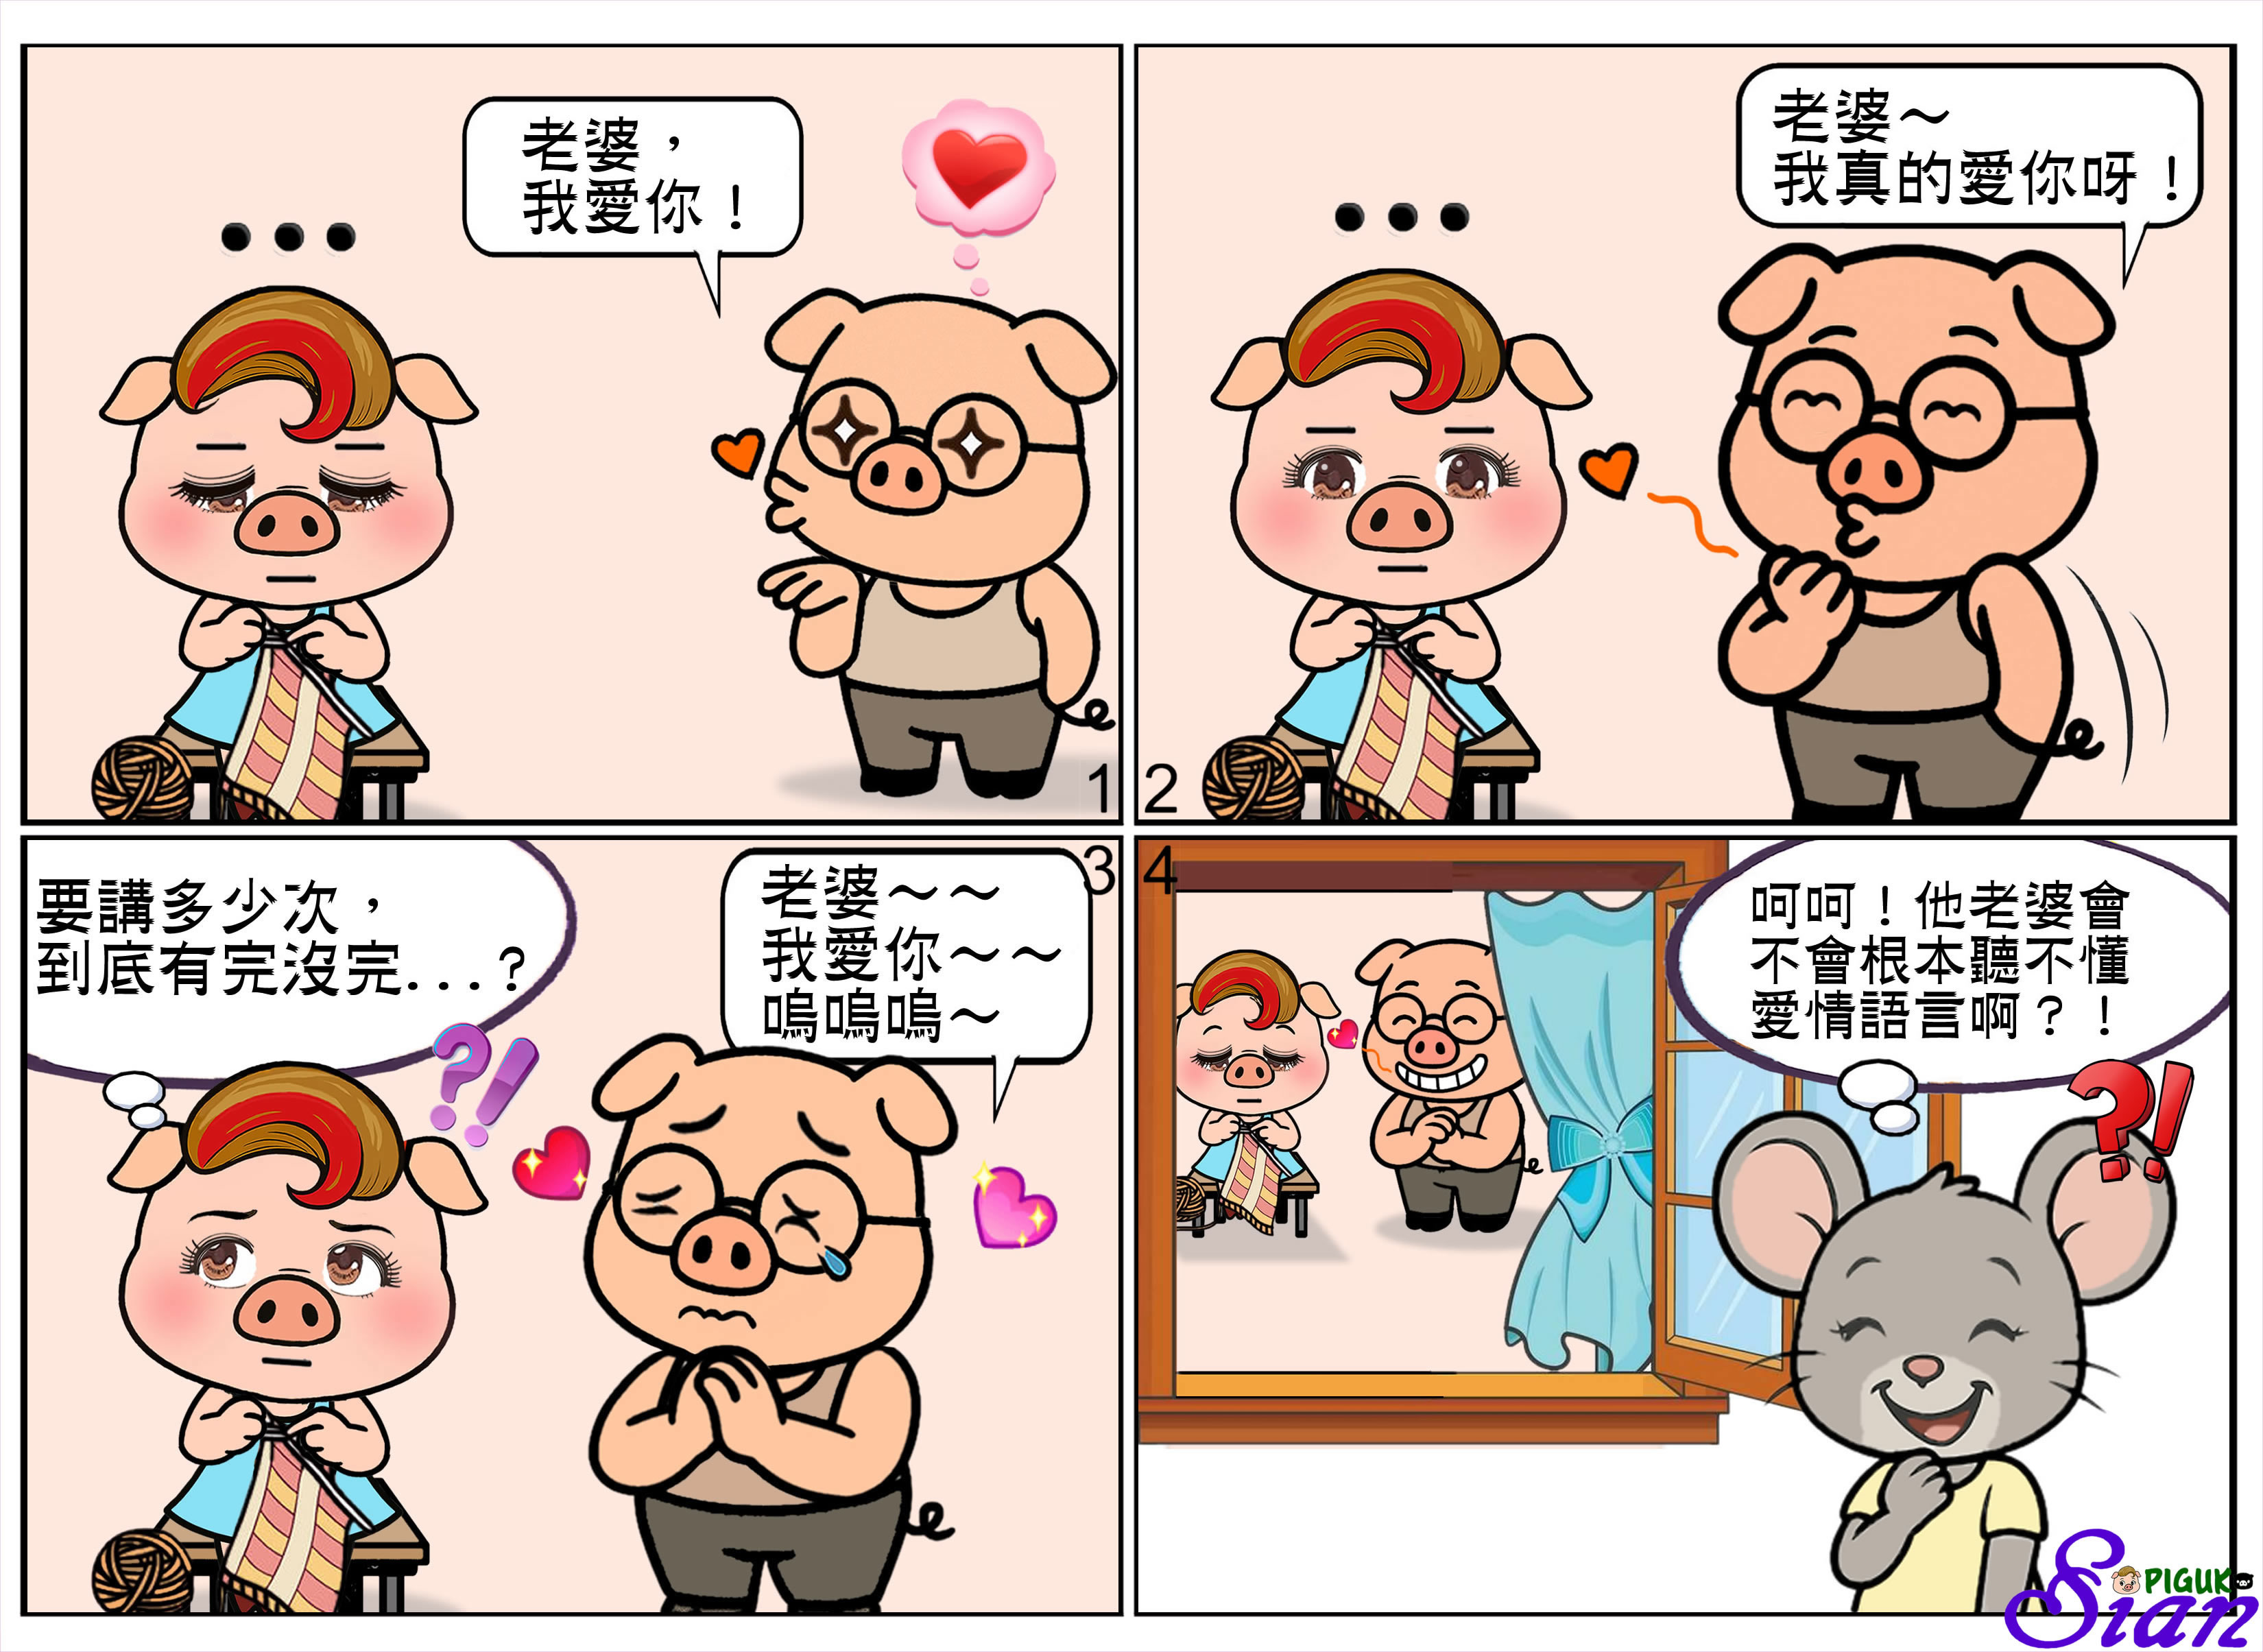 老婆，
我愛你！
1
老婆～
我真的愛你呀！
2
要講多少次，
到底有完沒完...？
?!
老婆～～
我愛你～～
嗚嗚嗚～
3
4
呵呵！他老婆會
不會根本聽不懂
愛情語言啊？！
?!
PIGUK
Sian